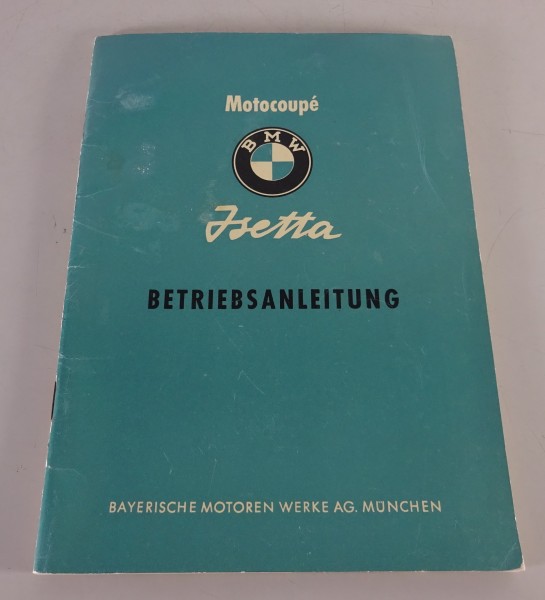 Motocoupé
BMW
Isetta
BETRIEBSANLEITUNG
BAYERISCHE MOTOREN WERKE AG. MÜNCHEN